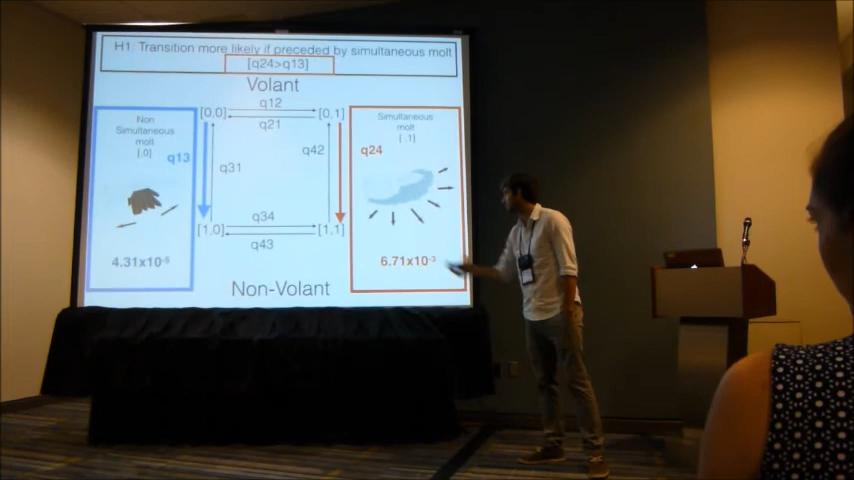 H1: Transition more likely if preceded by simultaneous molt
[q24>q13]
Volant
Non
Simultaneous
molt
[,0]
q13
[0,0]
q12
q21
[0,1]
Simultaneous
molt
[ ,1]
q24
q31
q42
[1,0]
q34
q43
[1,1]
4.31x10-5
6.71x10-3
Non-Volant